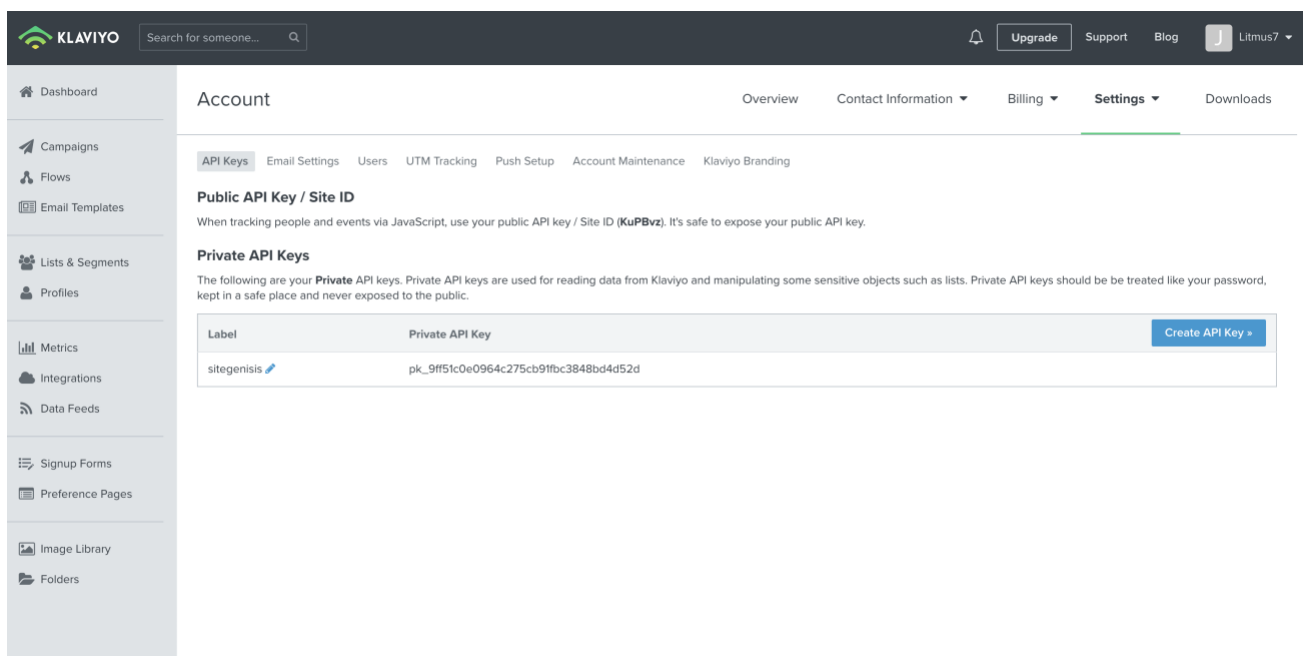 KLAVIYO
Search for someone...
Upgrade
Support
Blog
J
Litmus7
Dashboard
Campaigns
Flows
Email Templates
Lists & Segments
Profiles
Metrics
Integrations
Data Feeds
Signup Forms
Preference Pages
Image Library
Folders
Account
Overview
Contact Information
Billing
Settings
Downloads
API Keys
Email Settings
Users
UTM Tracking
Push Setup
Account Maintenance
Klaviyo Branding
Public API Key / Site ID
When tracking people and events via JavaScript, use your public API key / Site ID (KuPBvz). It's safe to expose your public API key.
Private API Keys
The following are your Private API keys. Private API keys are used for reading data from Klaviyo and manipulating some sensitive objects such as lists. Private API keys should be be treated like your password,
kept in a safe place and never exposed to the public.
Label
Private API Key
Create API Key »
sitegenisis
pk_9ff51c0e0964c275cb91fbc3848bd4d52d